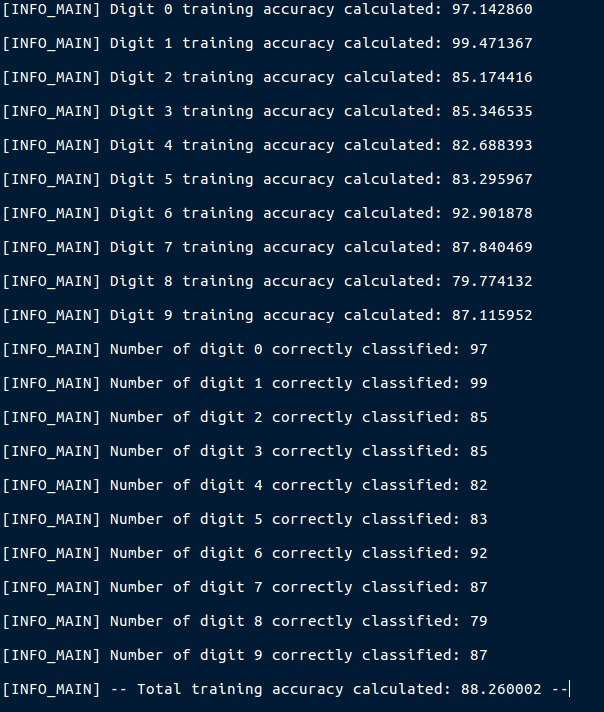 [INFO_MAIN] Digit 0 training accuracy calculated: 97.142860
[INFO_MAIN] Digit 1 training accuracy calculated: 99.471367
[INFO_MAIN] Digit 2 training accuracy calculated: 85.174416
[INFO_MAIN] Digit 3 training accuracy calculated: 85.346535
[INFO_MAIN] Digit 4 training accuracy calculated: 82.688393
[INFO_MAIN] Digit 5 training accuracy calculated: 83.295967
[INFO_MAIN] Digit 6 training accuracy calculated: 92.901878
[INFO_MAIN] Digit 7 training accuracy calculated: 87.840469
[INFO_MAIN] Digit 8 training accuracy calculated: 79.774132
[INFO_MAIN] Digit 9 training accuracy calculated: 87.115952
[INFO_MAIN] Number of digit 0 correctly classified: 97
[INFO_MAIN] Number of digit 1 correctly classified: 99
[INFO_MAIN] Number of digit 2 correctly classified: 85
[INFO_MAIN] Number of digit 3 correctly classified: 85
[INFO_MAIN] Number of digit 4 correctly classified: 82
[INFO_MAIN] Number of digit 5 correctly classified: 83
[INFO_MAIN] Number of digit 6 correctly classified: 92
[INFO_MAIN] Number of digit 7 correctly classified: 87
[INFO_MAIN] Number of digit 8 correctly classified: 79
[INFO_MAIN] Number of digit 9 correctly classified: 87
[INFO_MAIN] -- Total training accuracy calculated: 88.260002 --